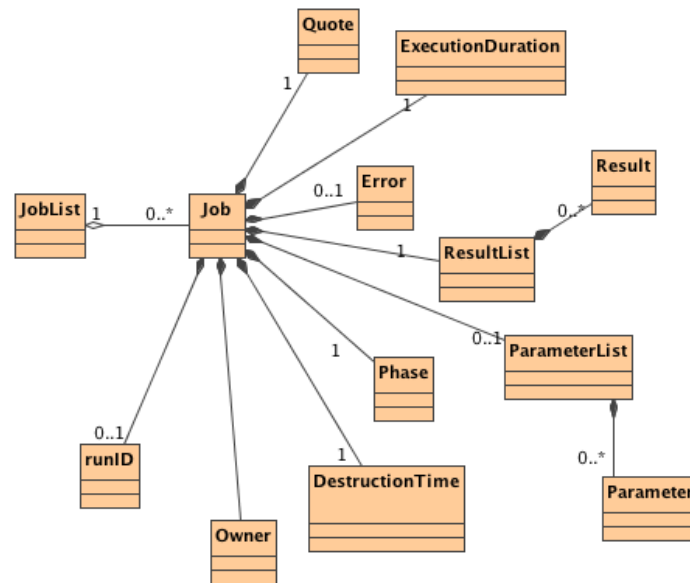 Quote
ExecutionDuration
1
1
Result
Error
0..1
JobList
1
0..*
Job
0..*
1
ResultList
0..1
ParameterList
1
Phase
0..1
runID
1
DestructionTime
0..*
Parameter
Owner